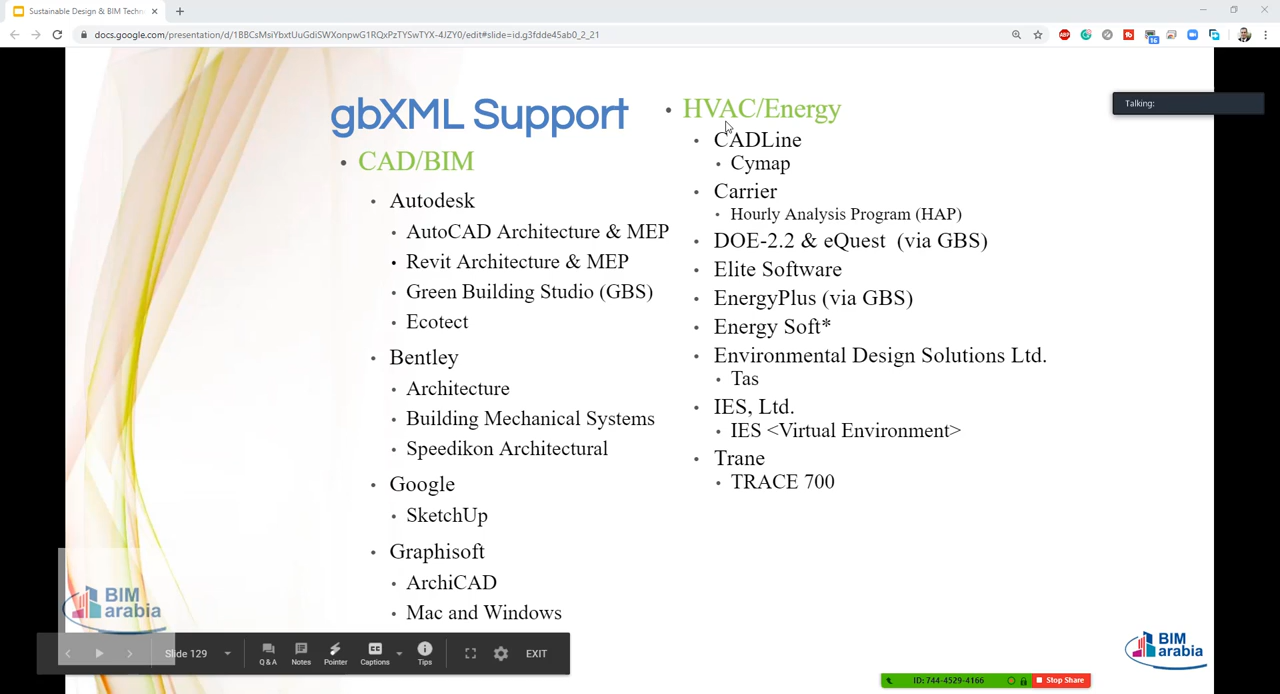 Sustainable Design & BIM Techn
docs.google.com/presentation/d/1BBCsMsiYbxtUuGdiSWXonpwG1RQxPzTYSwTYX-4JZY0/edit#slide=id.g3fdde45ab0_2_21
ABP
16
Talking:
gbXML Support
• CAD/BIM
• Autodesk
• AutoCAD Architecture & MEP
• Revit Architecture & MEP
• Green Building Studio (GBS)
• Ecotect
• Bentley
• Architecture
• Building Mechanical Systems
• Speedikon Architectural
• Google
• SketchUp
• Graphisoft
• ArchiCAD
• Mac and Windows
• HVAC/Energy
• CADLine
• Cymap
• Carrier
• Hourly Analysis Program (HAP)
• DOE-2.2 & eQuest (via GBS)
• Elite Software
• EnergyPlus (via GBS)
• Energy Soft*
• Environmental Design Solutions Ltd.
• Tas
• IES, Ltd.
• IES <Virtual Environment>
• Trane
• TRACE 700
BIM
arabia
Slide 129
Q & A
Notes
Pointer
Captions
Tips
EXIT
BIM
arabia
ID: 744-4529-4166
Stop Share